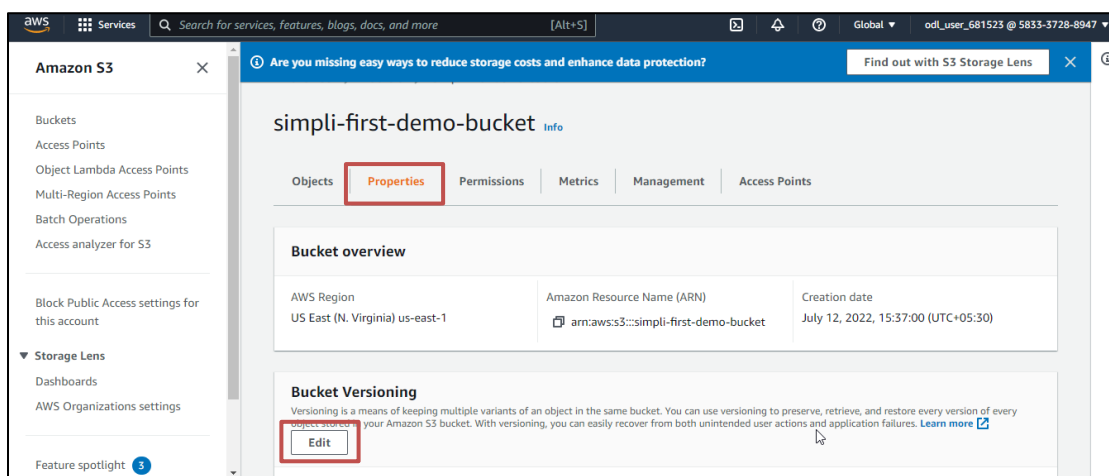 aws
Services
Search for services, features, blogs, docs, and more
[Alt+S]
Global
odl_user_681523 @ 5833-3728-8947
Amazon S3
Are you missing easy ways to reduce storage costs and enhance data protection?
Find out with S3 Storage Lens
Buckets
Access Points
Object Lambda Access Points
Multi-Region Access Points
Batch Operations
Access analyzer for S3
Block Public Access settings for
this account
Storage Lens
Dashboards
AWS Organizations settings
Feature spotlight 3
simpli-first-demo-bucket Info
Objects
Properties
Permissions
Metrics
Management
Access Points
Bucket overview
AWS Region
US East (N. Virginia) us-east-1
Amazon Resource Name (ARN)
arn:aws:s3:::simpli-first-demo-bucket
Creation date
July 12, 2022, 15:37:00 (UTC+05:30)
Bucket Versioning
Versioning is a means of keeping multiple variants of an object in the same bucket. You can use versioning to preserve, retrieve, and restore every version of every
object stored in your Amazon S3 bucket. With versioning, you can easily recover from both unintended user actions and application failures. Learn more
Edit